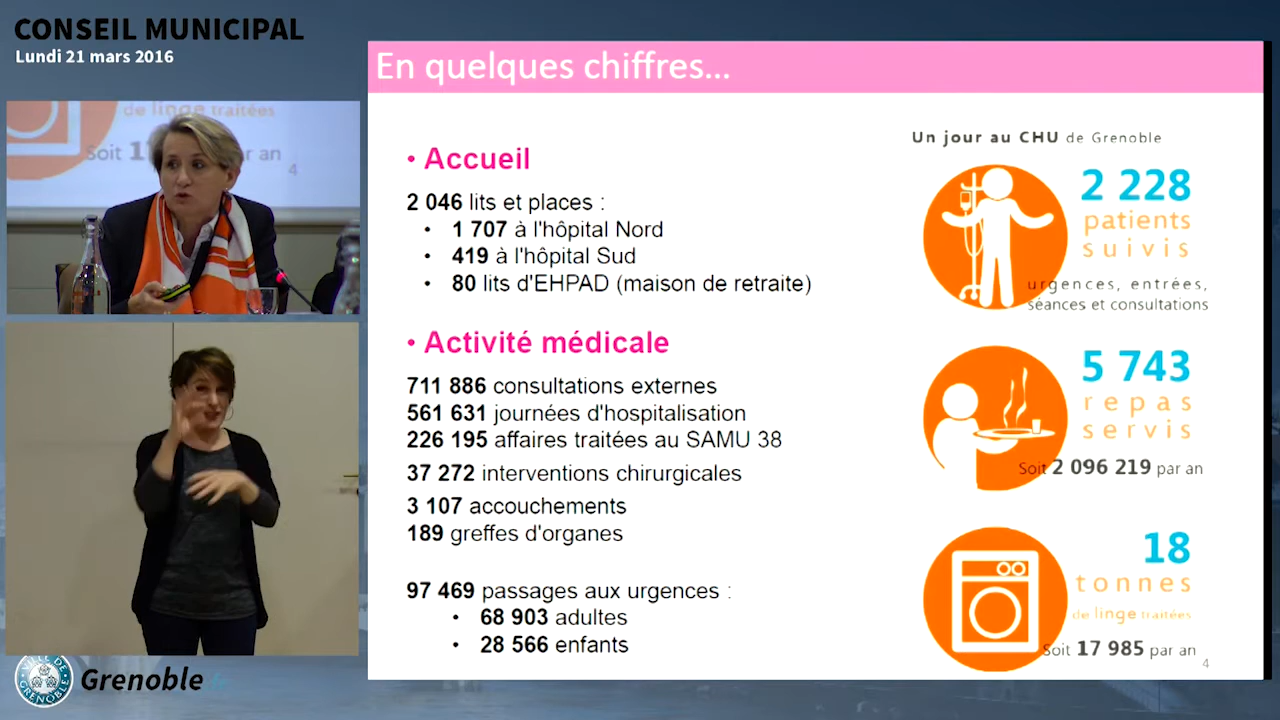 CONSEIL MUNICIPAL
Lundi 21 mars 2016
de linge traitées
Soit 1
r an
4
En quelques chiffres...
• Accueil
2 046 lits et places :
• 1 707 à l'hôpital Nord
• 419 à l'hôpital Sud
• 80 lits d'EHPAD (maison de retraite)
• Activité médicale
711 886 consultations externes
561 631 journées d'hospitalisation
226 195 affaires traitées au SAMU 38
37 272 interventions chirurgicales
3 107 accouchements
189 greffes d'organes
97 469 passages aux urgences :
• 68 903 adultes
• 28 566 enfants
Un jour au CHU de Grenoble
2 228
patients
suivis
urgences, entrées,
séances et consultations
5 743
repas
servis
Soit 2 096 219 par an
18
tonnes
de linge traitées
Soit 17 985 par an
4
VILLE DE
GRENOBLE
Grenoble